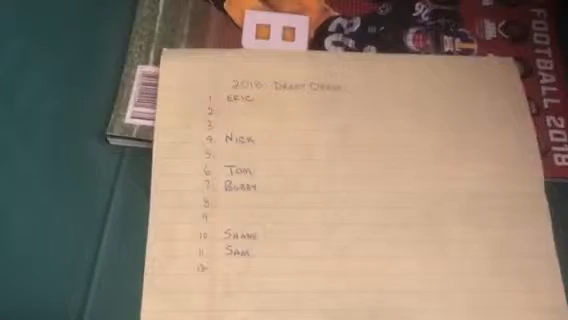 FOOTBALL 2018
20
2018 DRAFT ORDER
1 ERIC
2.
3
4. NICK
5.
6. TOM
7. BOBBY
8
9
10 SHANE
11. SAM
12.